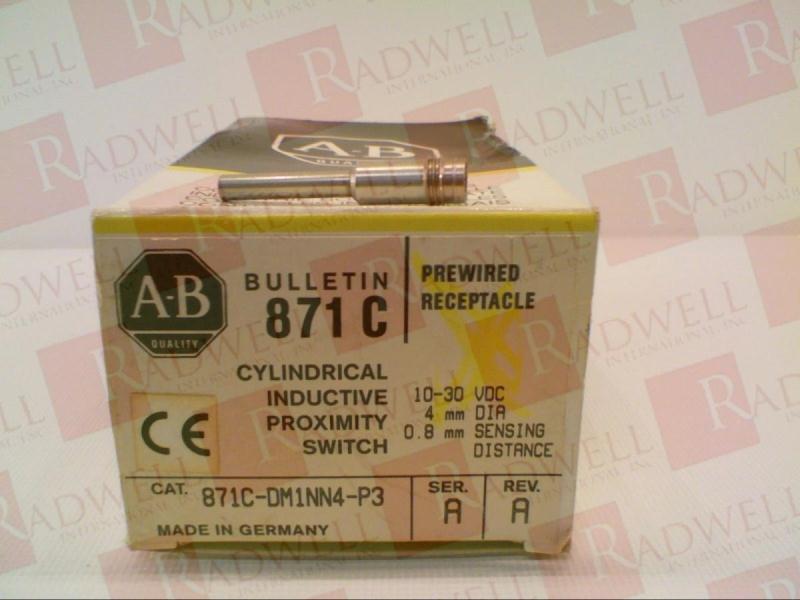 A-B
QUA
A-B
QUALITY
BULLETIN
871 C
PREWIRED
RECEPTACLE
CYLINDRICAL
INDUCTIVE
PROXIMITY
SWITCH
10-30 VDC
4 mm DIA
0.8 mm SENSING
DISTANCE
CE
CAT. 871C-DM1NN4-P3
SER.
A
REV.
A
MADE IN GERMANY
RADWELL
INTERNATIONAL, INC